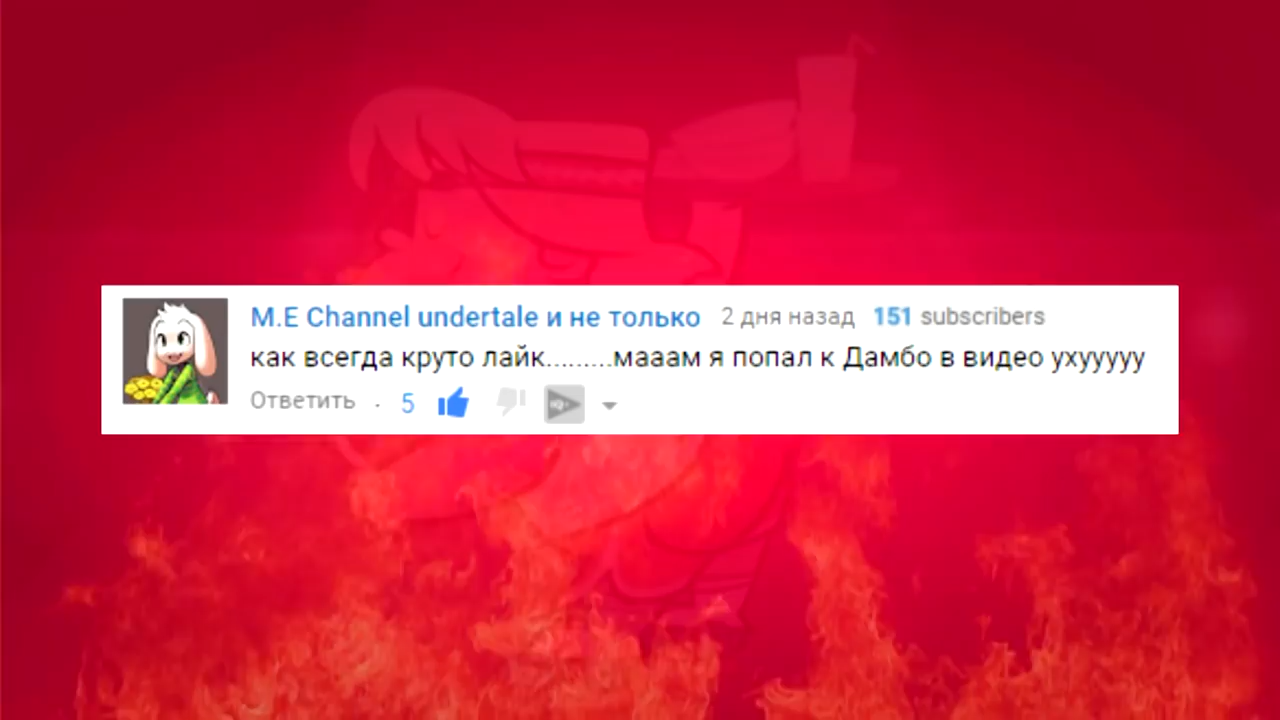 M.E Channel undertale и не только 2 дня назад 151 subscribers
как всегда круто лайк.........мааам я попал к Дамбо в видео ухууууу
Ответить · 5